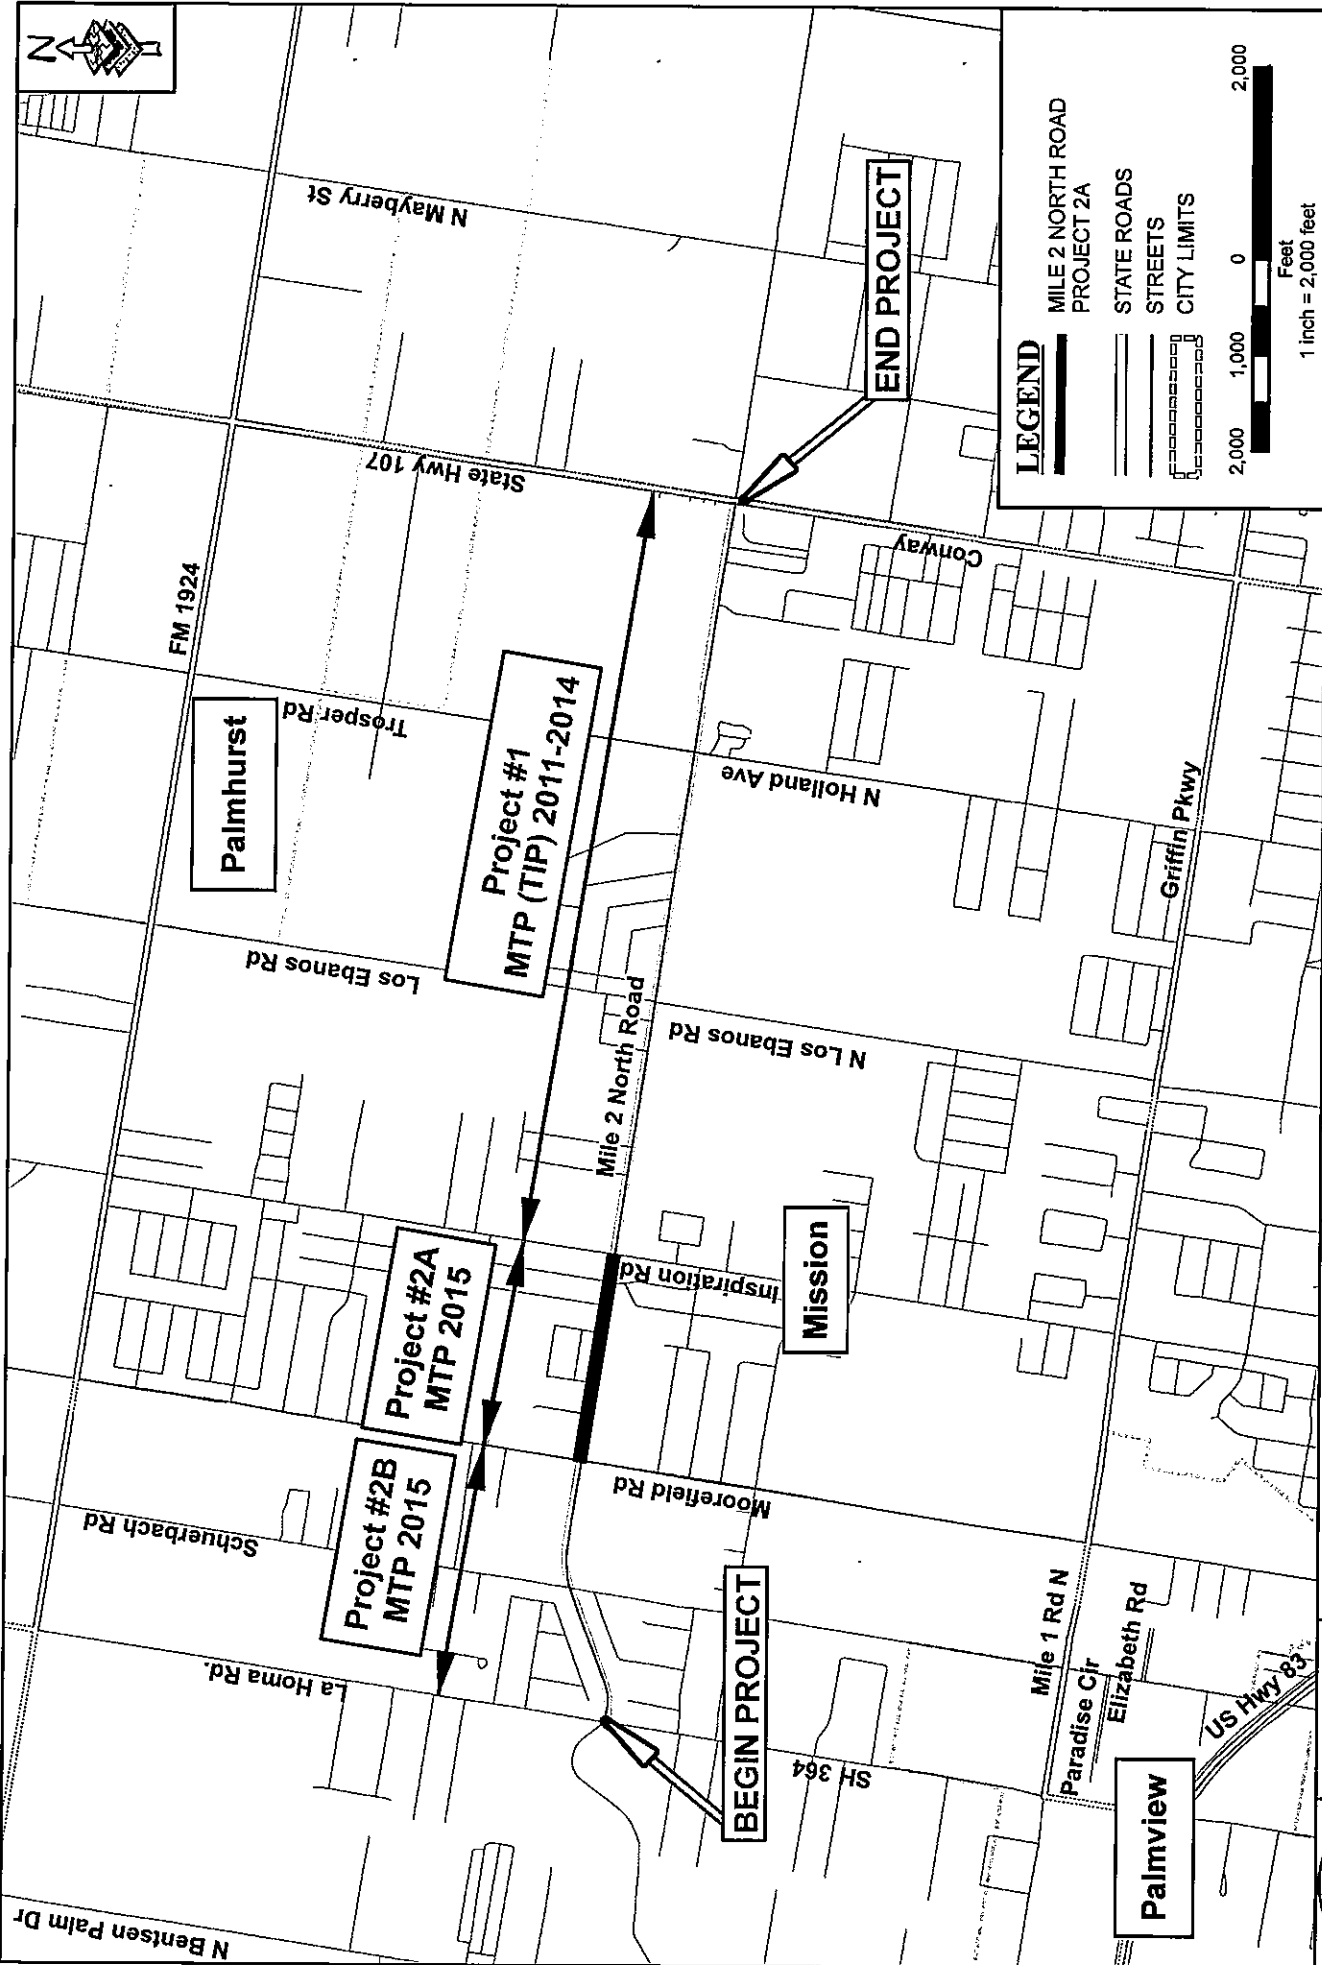 N
N Bentsen Palm Dr
La Homa Rd.
Schuerbach Rd
FM 1924
Palmhurst
Los Ebanos Rd
Trosper Rd
State Hwy 107
N Mayberry St
Project #2B
MTP 2015
Project #2A
MTP 2015
Project #1
MTP (TIP) 2011-2014
Mile 2 North Road
BEGIN PROJECT
END PROJECT
SH 364
Moorefield Rd
Inspiration Rd
Mission
N Los Ebanos Rd
N Holland Ave
Conway
Griffin Pkwy
Mile 1 Rd N
Paradise Cir
Elizabeth Rd
US Hwy 83
Palmview
LEGEND
MILE 2 NORTH ROAD
PROJECT 2A
STATE ROADS
STREETS
CITY LIMITS
2,000
1,000
0
2,000
Feet
1 inch = 2,000 feet